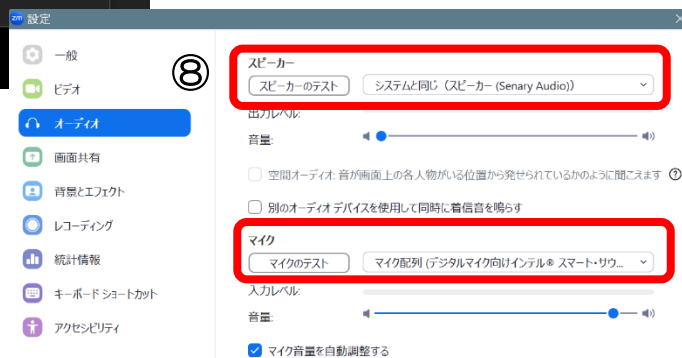 zm 設定
一般
ビデオ
オーディオ
画面共有
背景とエフェクト
レコーディング
統計情報
キーボード ショートカット
アクセシビリティ
⑧
スピーカー
スピーカーのテスト
システムと同じ (スピーカー (Senary Audio))
出力レベル:
音量:
空間オーディオ: 音が画面上の各人物がいる位置から発せられているかのように聞こえます
別のオーディオ デバイスを使用して同時に着信音を鳴らす
マイク
マイクのテスト
マイク配列 (デジタルマイク向けインテル® スマート・サウ...
入力レベル:
音量:
マイク音量を自動調整する